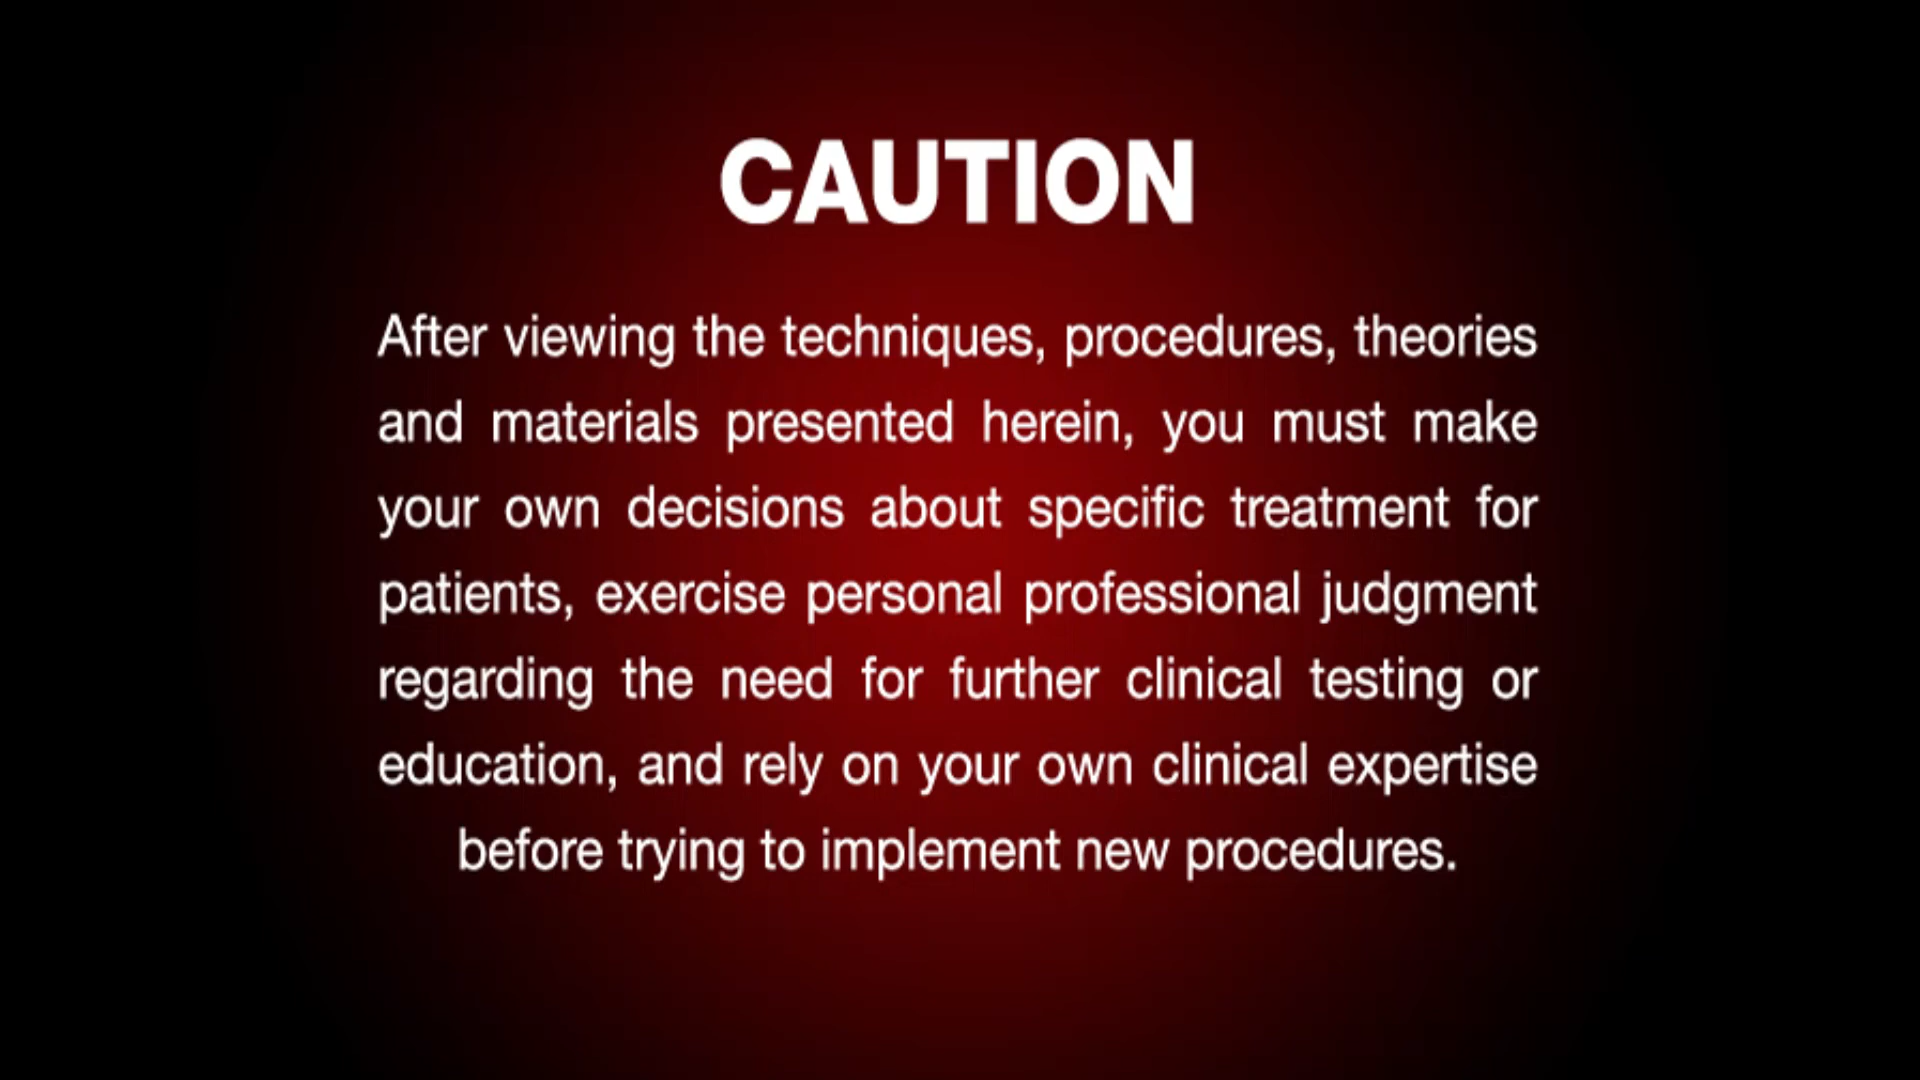 CAUTION
After viewing the techniques, procedures, theories
and materials presented herein, you must make
your own decisions about specific treatment for
patients, exercise personal professional judgment
regarding the need for further clinical testing or
education, and rely on your own clinical expertise
before trying to implement new procedures.